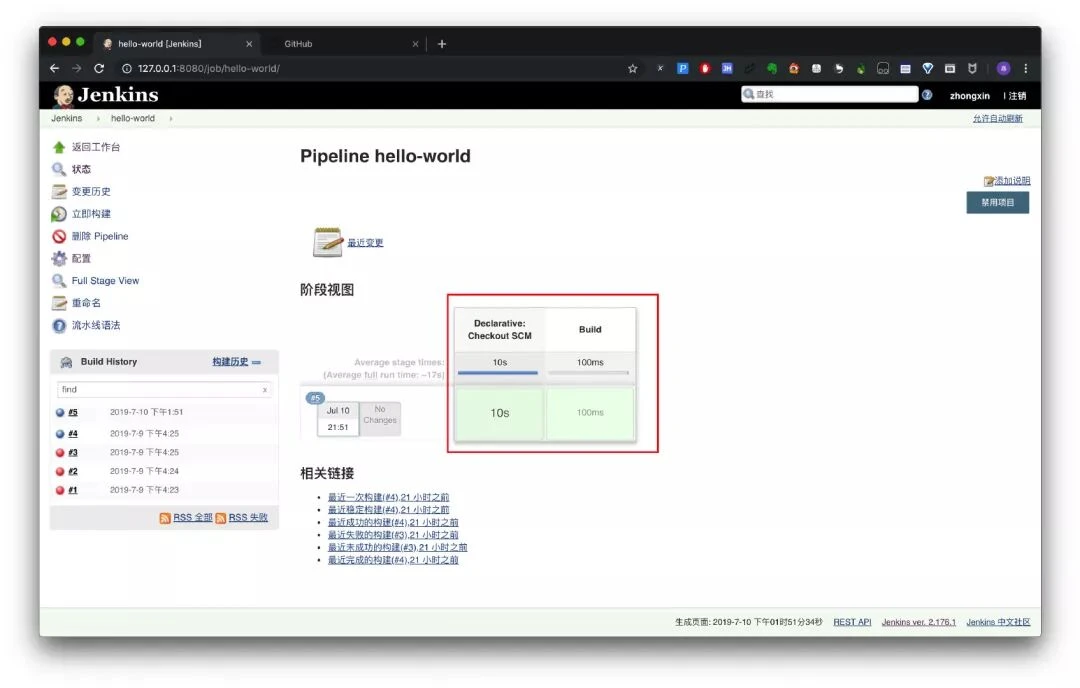 hello-world [Jenkins]
GitHub
127.0.0.1:8080/job/hello-world/
Jenkins
查找
zhongxin
注销
Jenkins
hello-world
允许自动刷新
返回工作台
状态
变更历史
立即构建
删除 Pipeline
配置
Full Stage View
重命名
流水线语法
Build History
构建历史
find
x
#5
2019-7-10 下午1:51
#4
2019-7-9 下午4:25
#3
2019-7-9 下午4:25
#2
2019-7-9 下午4:24
#1
2019-7-9 下午4:23
RSS 全部
RSS 失败
Pipeline hello-world
添加说明
禁用项目
最近变更
阶段视图
Declarative:
Checkout SCM
Build
Average stage times:
(Average full run time: ~17s)
10s
100ms
#5
Jul 10
21:51
No
Changes
10s
100ms
相关链接
最近一次构建(#4),21 小时之前
最近稳定构建(#4),21 小时之前
最近成功的构建(#4),21 小时之前
最近失败的构建(#3),21 小时之前
最近未成功的构建(#3),21 小时之前
最近完成的构建(#4),21 小时之前
生成页面: 2019-7-10 下午01时51分34秒
REST API
Jenkins ver. 2.176.1
Jenkins 中文社区